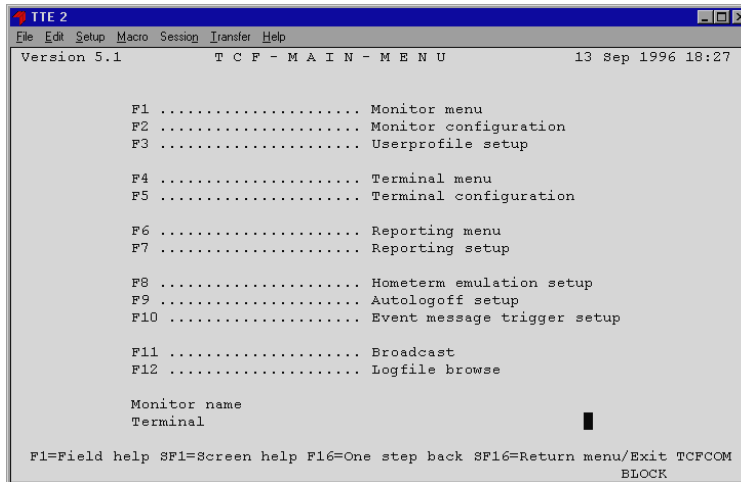 TTE 2
File Edit Setup Macro Session Transfer Help
Version 5.1 T C F - M A I N - M E N U 13 Sep 1996 18:27
F1 ...................... Monitor menu
F2 ...................... Monitor configuration
F3 ...................... Userprofile setup
F4 ...................... Terminal menu
F5 ...................... Terminal configuration
F6 ...................... Reporting menu
F7 ...................... Reporting setup
F8 ...................... Hometerm emulation setup
F9 ...................... Autologoff setup
F10 ..................... Event message trigger setup
F11 ..................... Broadcast
F12 ..................... Logfile browse
Monitor name
Terminal
F1=Field help SF1=Screen help F16=One step back SF16=Return menu/Exit TCFCOM
BLOCK